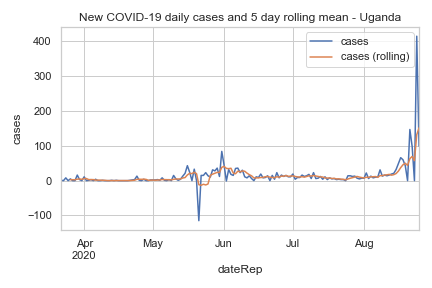 New COVID-19 daily cases and 5 day rolling mean - Uganda
cases
cases (rolling)
400
300
200
100
0
−100
cases
Apr
2020
May
Jun
Jul
Aug
dateRep